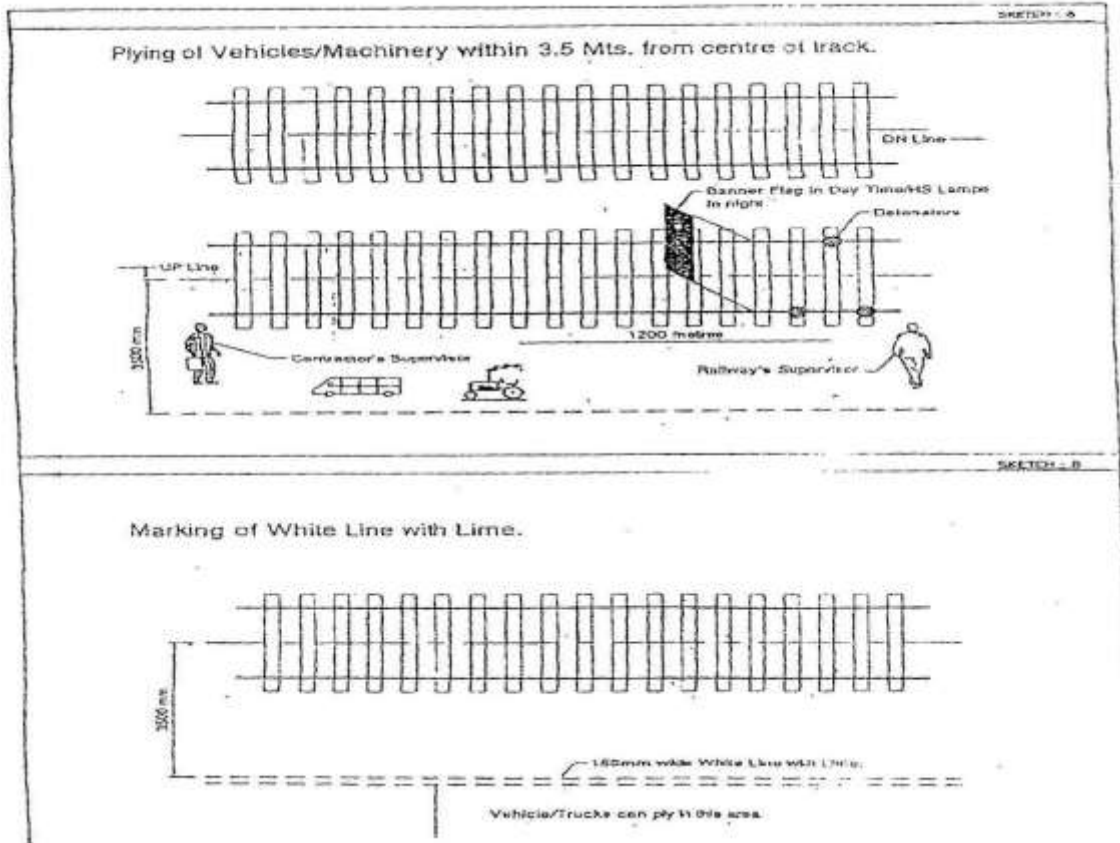 SKETCH - 
Plying of Vehicles/Machinery within 3.5 Mts. from centre of track.
DN Line
Banner Flag in Day Time/HS Lamps
in night
Detonators
UP Line
3500 mm
1200 metres
Contractor's Supervisor
Railway's Supervisor
SKETCH - B
Marking of White Line with Lime.
3500 mm
wide White Line with Lime.
Vehicle/Trucks can ply in this area